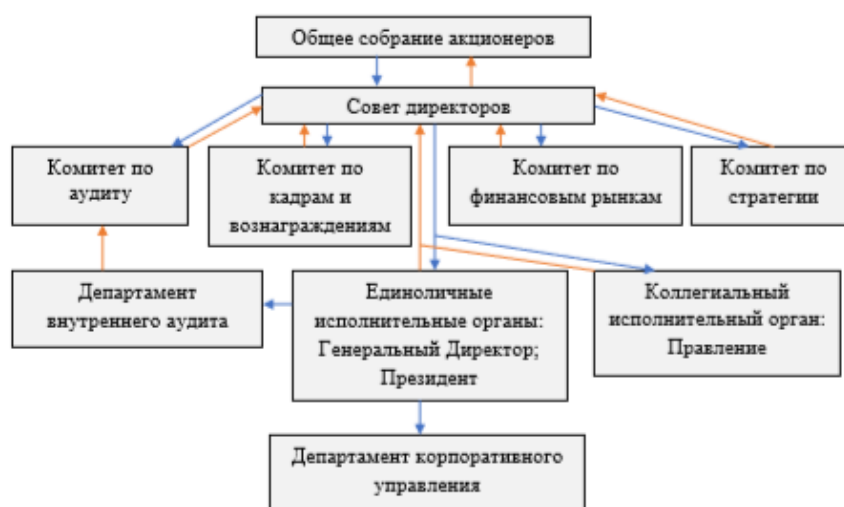 Общее собрание акционеров
Совет директоров
Комитет по
аудиту
Комитет по
кадрам и
вознаграждениям
Комитет по
финансовым рынкам
Комитет по
стратегии
Департамент
внутреннего аудита
Единоличные
исполнительные органы:
Генеральный Директор;
Президент
Коллегиальный
исполнительный орган:
Правление
Департамент корпоративного
управления